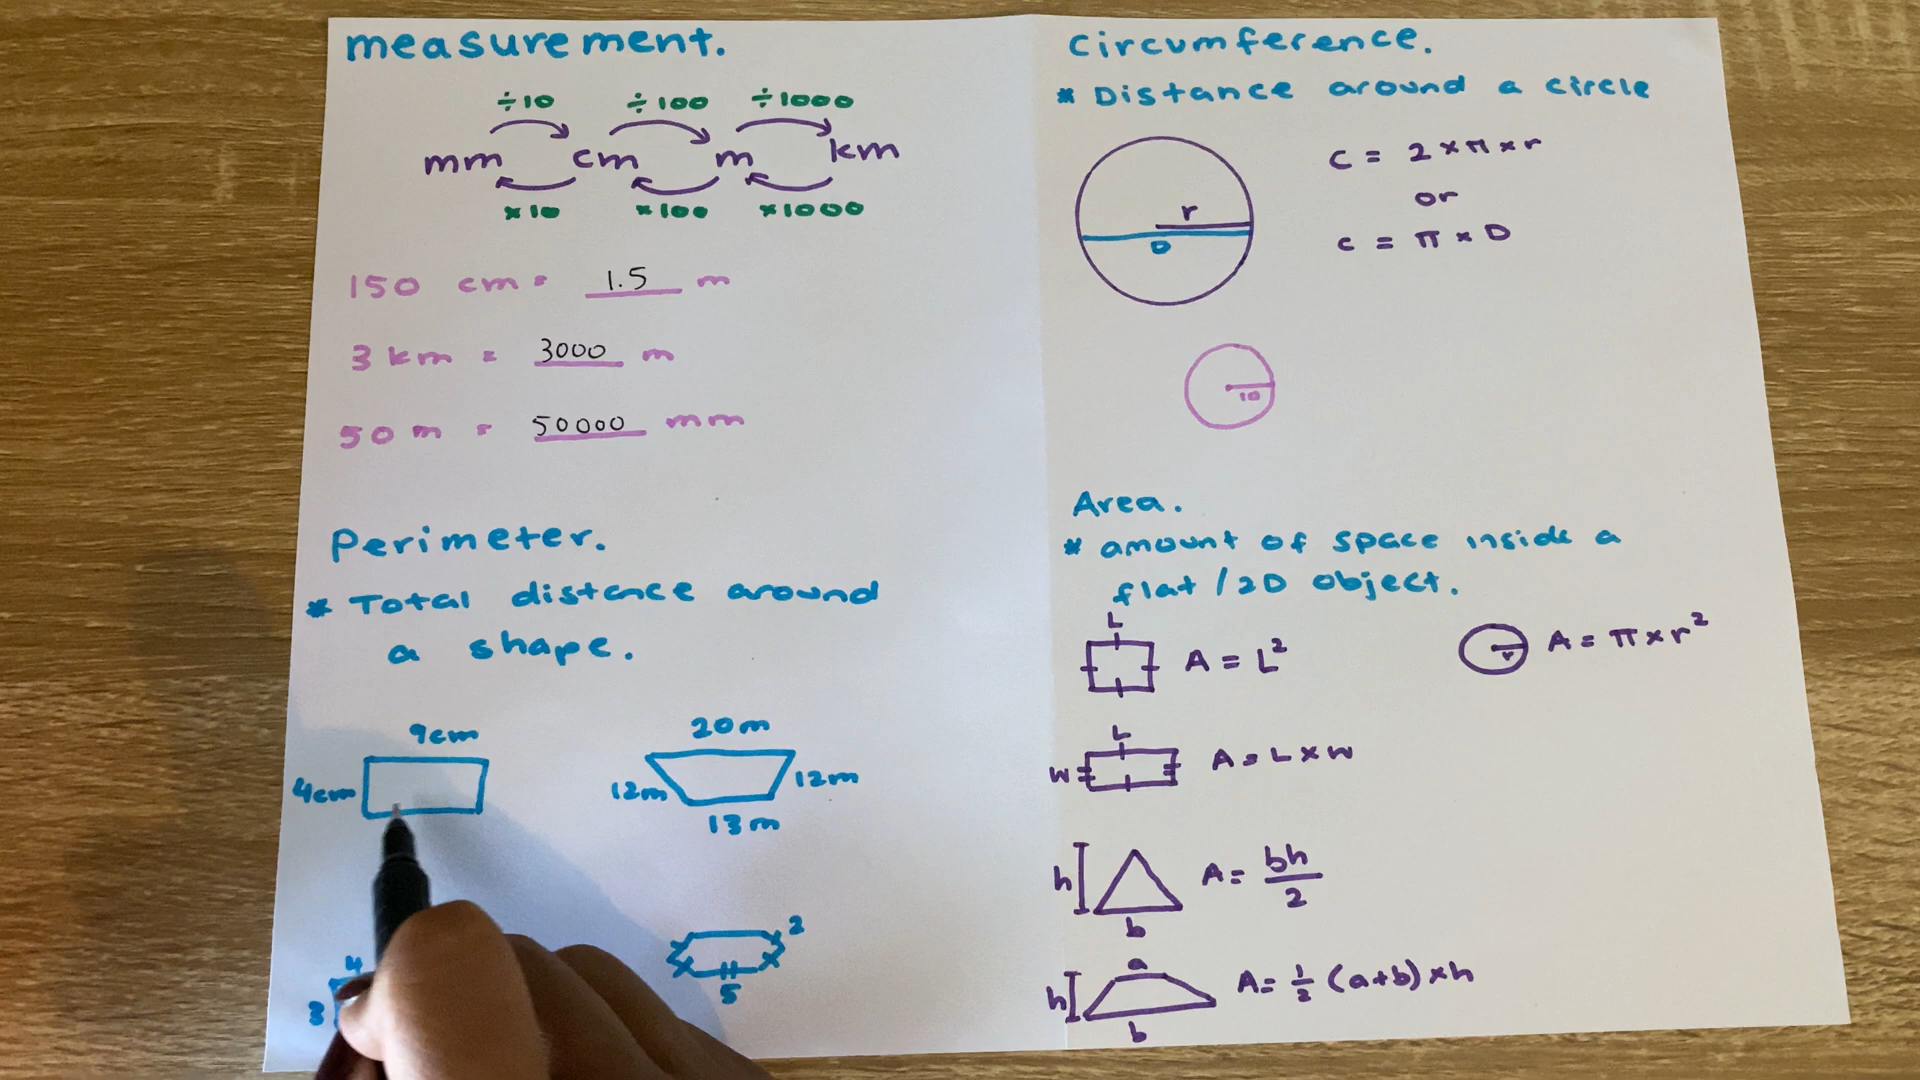 measurement.
÷10 ÷100 ÷1000
mm cm m km
×10 ×100 ×1000
150 cm = 1.5 m
3 km = 3000 m
50 m = 50000 mm
Perimeter.
* Total distance around
a shape.
9cm
4cm
20m
12m 12m
13m
4
3
2
5
Circumference.
* Distance around a circle
r
D
C = 2 × π × r
or
C = π × D
10
Area.
* amount of space inside a
flat / 2D object.
L
A = L²
r
A = π × r²
L
W
A = L × W
h
b
A = bh/2
a
h
b
A = ½ (a+b) × h